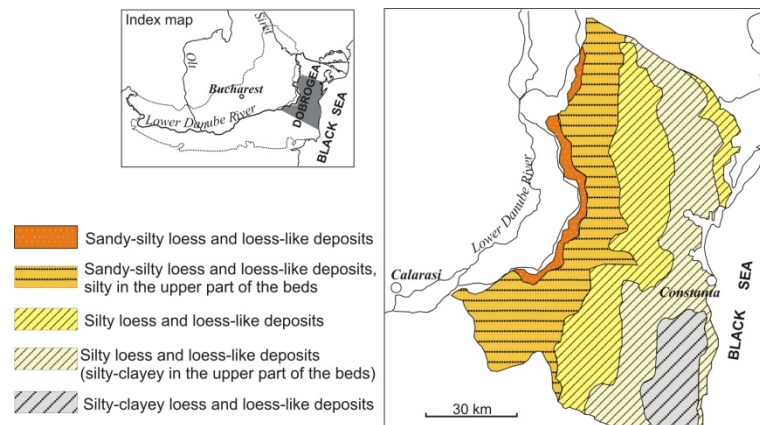 Index map
Siret
Olt
Bucharest
Lower Danube River
DOBROGEA
BLACK SEA
Sandy-silty loess and loess-like deposits
Sandy-silty loess and loess-like deposits,
silty in the upper part of the beds
Silty loess and loess-like deposits
Silty loess and loess-like deposits
(silty-clayey in the upper part of the beds)
Silty-clayey loess and loess-like deposits
Lower Danube River
Calarasi
Constanta
BLACK SEA
30 km